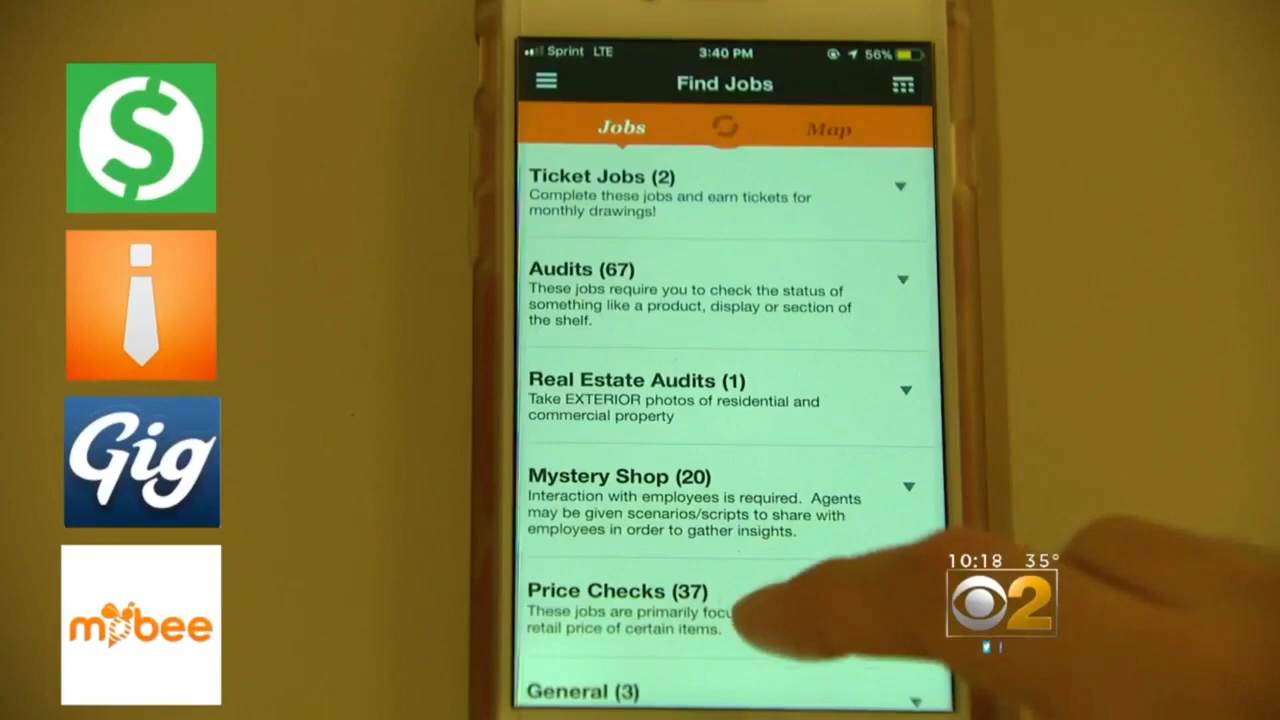 Sprint LTE 3:40 PM 56%
Find Jobs
Jobs Map
Ticket Jobs (2)
Complete these jobs and earn tickets for
monthly drawings!
Audits (67)
These jobs require you to check the status of
something like a product, display or section of
the shelf.
Real Estate Audits (1)
Take EXTERIOR photos of residential and
commercial property
Mystery Shop (20)
Interaction with employees is required. Agents
may be given scenarios/scripts to share with
employees in order to gather insights.
Price Checks (37)
These jobs are primarily
retail price of certain items.
General (3)
$
i
Gig
mobee
10:18 35°
2